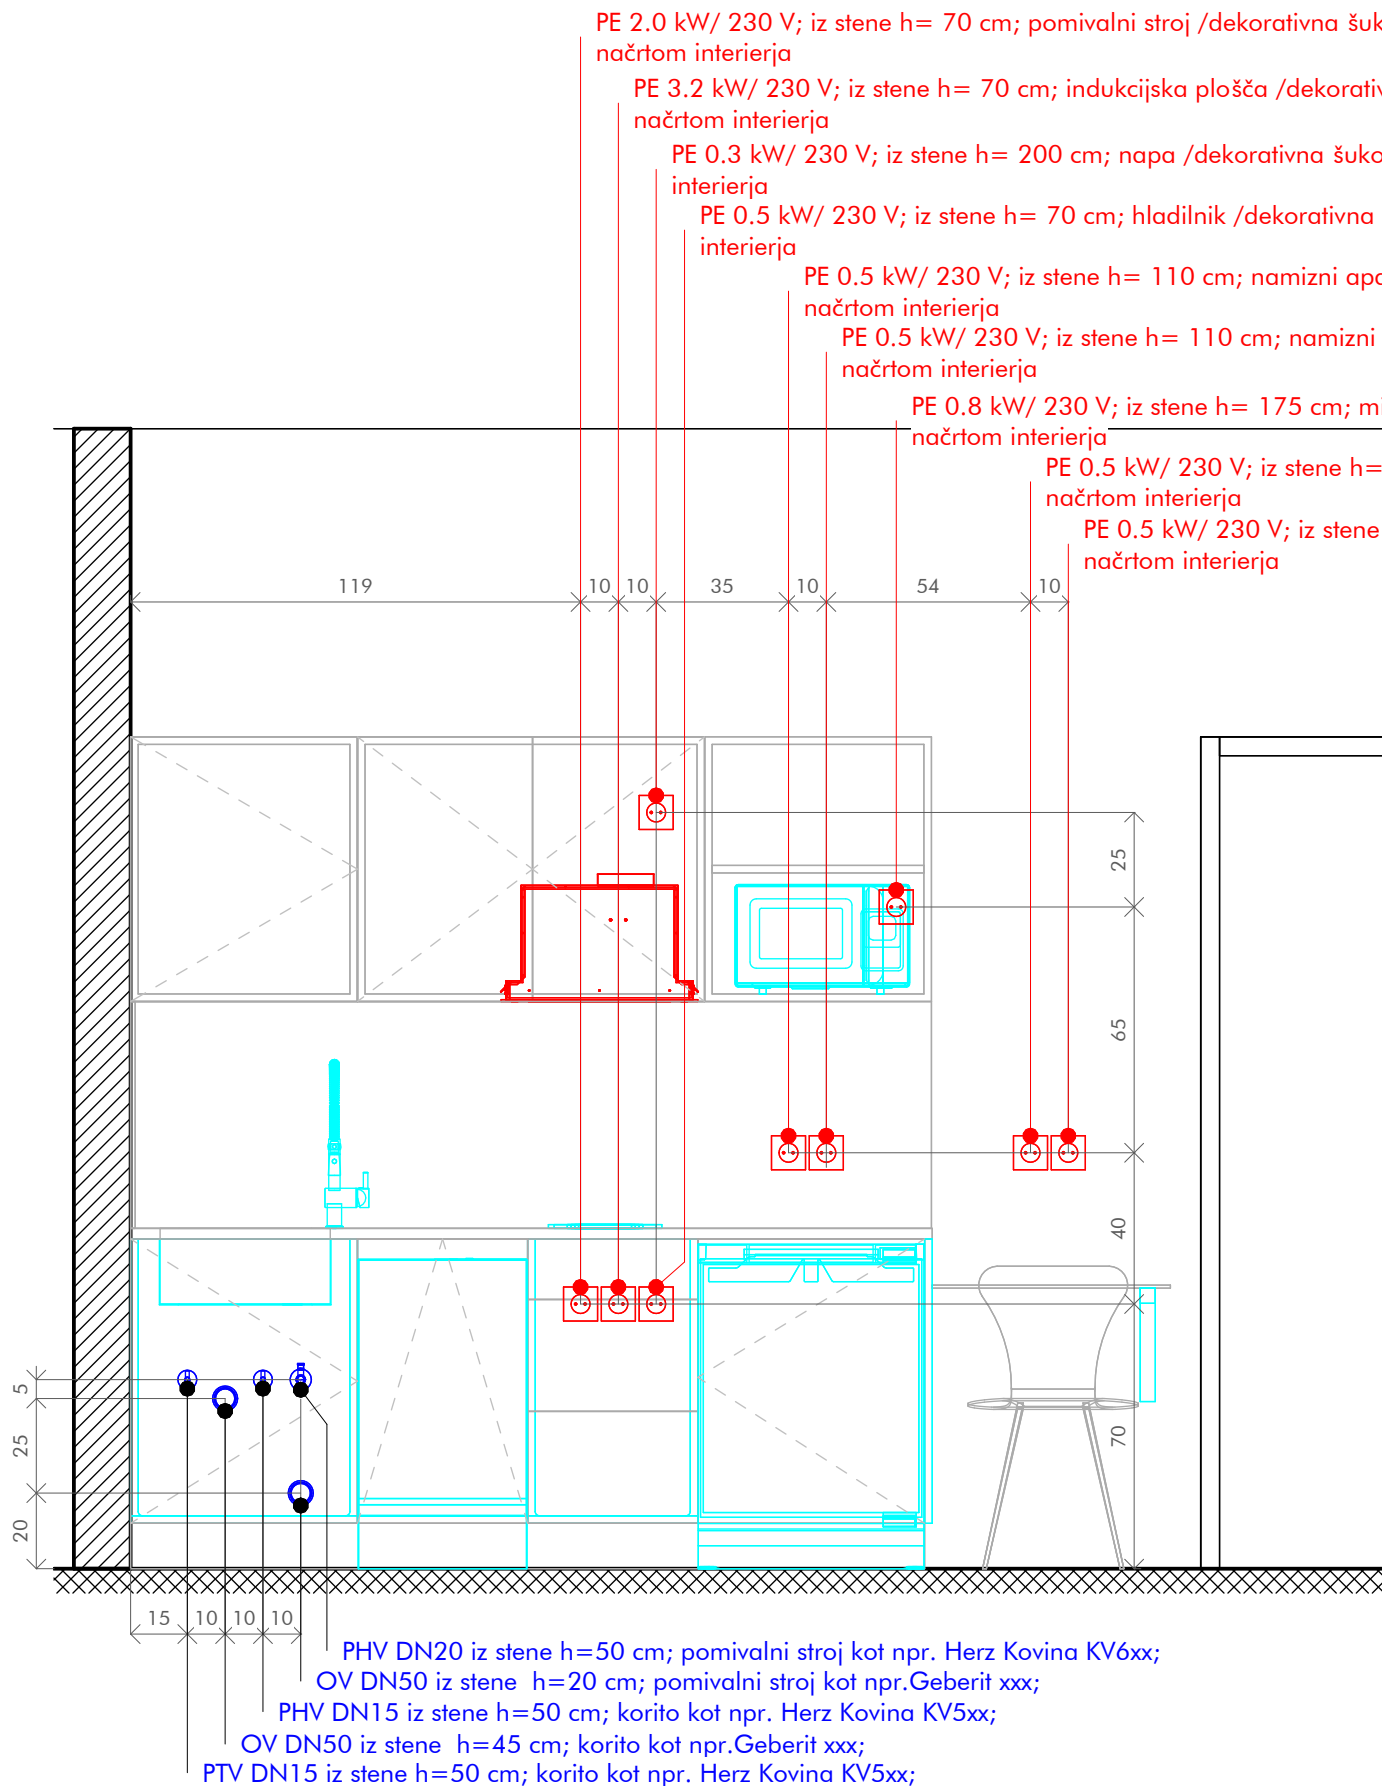 PE 2.0 kW/ 230 V; iz stene h= 70 cm; pomivalni stroj /dekorativna
načrtom interierja
PE 3.2 kW/ 230 V; iz stene h= 70 cm; indukcijska plošča
načrtom interierja
PE 0.3 kW/ 230 V; iz stene h= 200 cm; napa /dekorativna
interierja
PE 0.5 kW/ 230 V; iz stene h= 70 cm; hladilnik /dekorativna
interierja
PE 0.5 kW/ 230 V; iz stene h= 110 cm; namizni
načrtom interierja
PE 0.5 kW/ 230 V; iz stene h= 110 cm; namizni
načrtom interierja
PE 0.8 kW/ 230 V; iz stene h= 175 cm;
načrtom interierja
PE 0.5 kW/ 230 V; iz stene h=
načrtom interierja
PE 0.5 kW/ 230 V; iz stene
načrtom interierja
119 10 10 35 10 54 10
25
65
40
70
5
25
20
15 10 10 10
PHV DN20 iz stene h=50 cm; pomivalni stroj kot npr. Herz Kovina KV6xx;
OV DN50 iz stene h=20 cm; pomivalni stroj kot npr.Geberit xxx;
PHV DN15 iz stene h=50 cm; korito kot npr. Herz Kovina KV5xx;
OV DN50 iz stene h=45 cm; korito kot npr.Geberit xxx;
PTV DN15 iz stene h=50 cm; korito kot npr. Herz Kovina KV5xx;